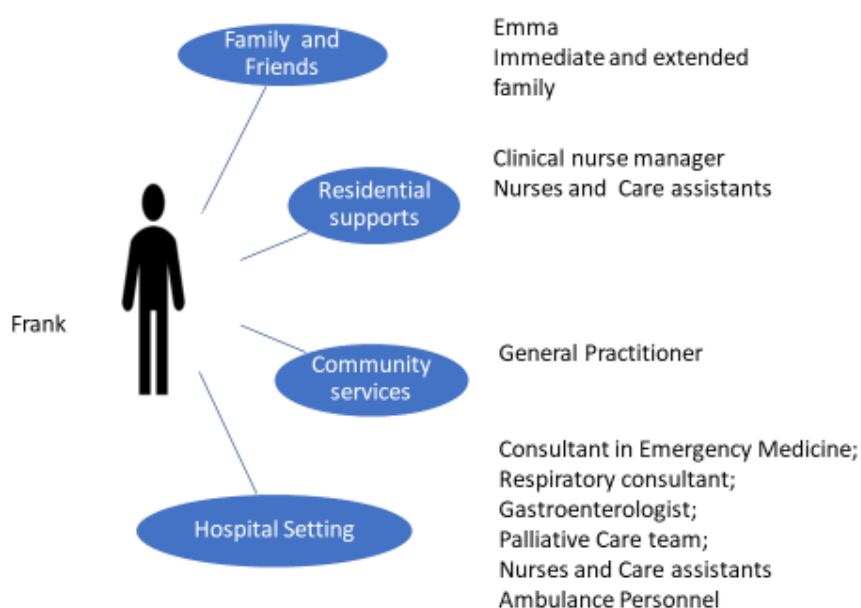 Family and
Friends
Emma
Immediate and extended
family
Residential
supports
Clinical nurse manager
Nurses and Care assistants
Frank
Community
services
General Practitioner
Hospital Setting
Consultant in Emergency Medicine;
Respiratory consultant;
Gastroenterologist;
Palliative Care team;
Nurses and Care assistants
Ambulance Personnel